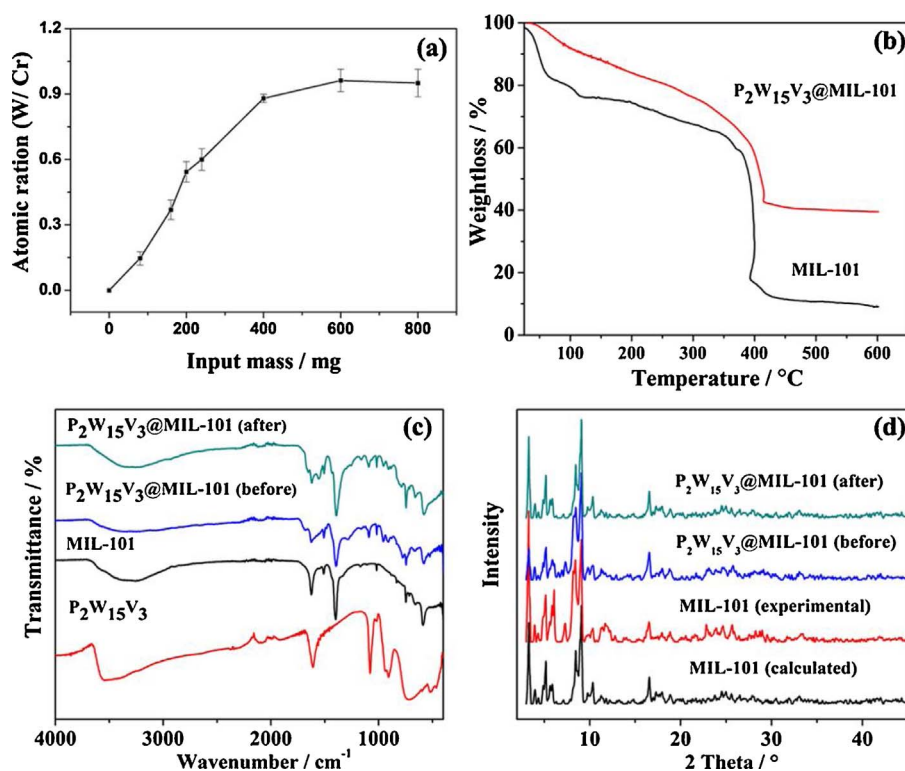 (a)
Atomic ration (W/ Cr)
1.2
0.9
0.6
0.3
0.0
0 200 400 600 800
Input mass / mg
(b)
Weightloss / %
100
80
60
40
20
0
P₂W₁₅V₃@MIL-101
MIL-101
100 200 300 400 500 600
Temperature / °C
(c)
Transmittance / %
P₂W₁₅V₃@MIL-101 (after)
P₂W₁₅V₃@MIL-101 (before)
MIL-101
P₂W₁₅V₃
4000 3000 2000 1000
Wavenumber / cm⁻¹
(d)
Intensity
P₂W₁₅V₃@MIL-101 (after)
P₂W₁₅V₃@MIL-101 (before)
MIL-101 (experimental)
MIL-101 (calculated)
10 20 30 40
2 Theta / °